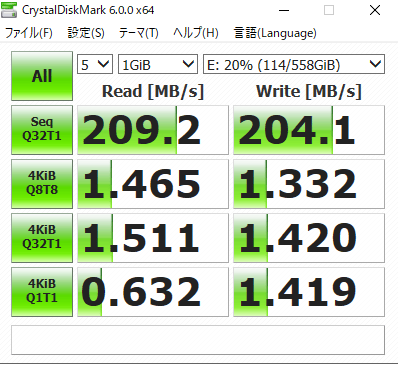 CrystalDiskMark 6.0.0 x64
ファイル(F) 設定(S) テーマ(T) ヘルプ(H) 言語(Language)
All 5 1GiB E: 20% (114/558GiB)
Read [MB/s] Write [MB/s]
Seq
Q32T1 209.2 204.1
4KiB
Q8T8 1.465 1.332
4KiB
Q32T1 1.511 1.420
4KiB
Q1T1 0.632 1.419